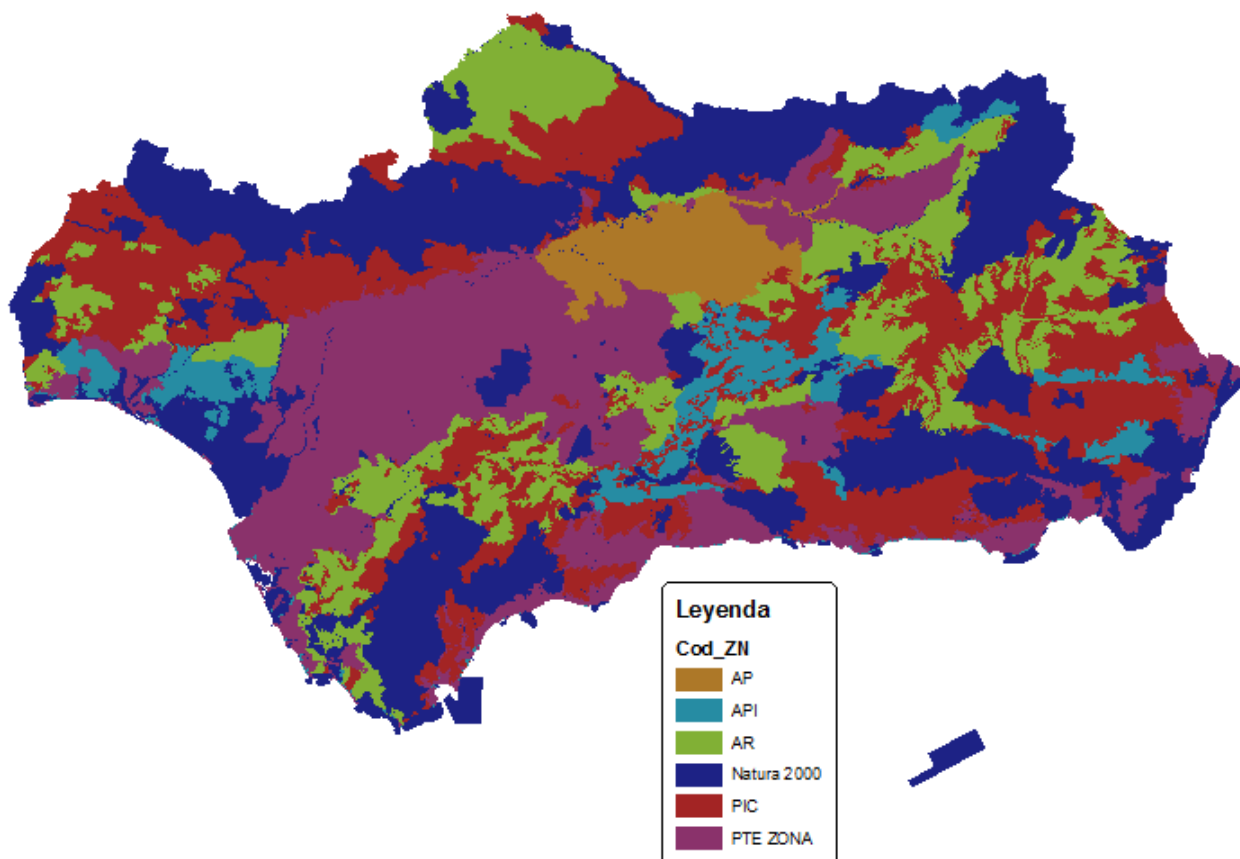 Leyenda
Cod_ZN
AP
API
AR
Natura 2000
PIC
PTE ZONA